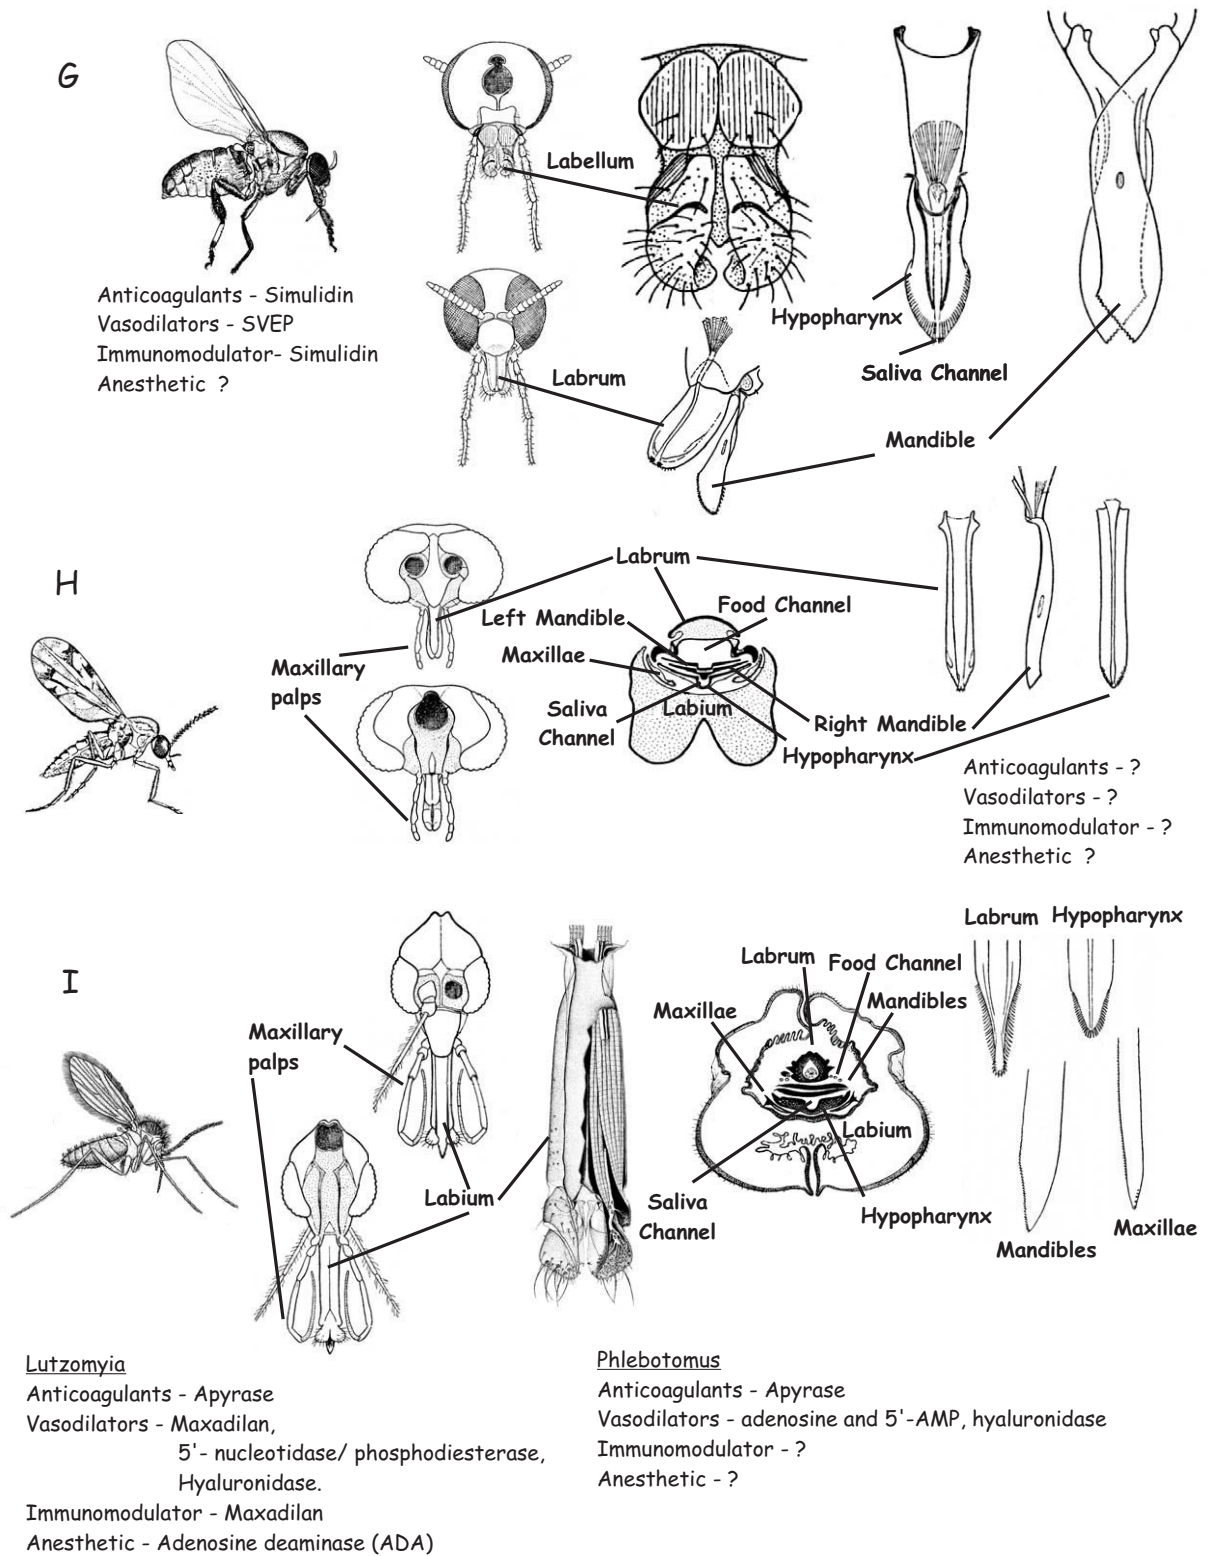 G
Labellum
Anticoagulants - Simulidin
Vasodilators - SVEP
Immunomodulator- Simulidin
Anesthetic ?
Hypopharynx
Labrum
Saliva Channel
Mandible
H
Labrum
Food Channel
Left Mandible
Maxillae
Maxillary
palps
Saliva
Channel
Labium
Right Mandible
Hypopharynx
Anticoagulants - ?
Vasodilators - ?
Immunomodulator - ?
Anesthetic ?
Labrum Hypopharynx
I
Labrum
Food Channel
Mandibles
Maxillae
Maxillary
palps
Labium
Labium
Saliva
Channel
Hypopharynx
Maxillae
Mandibles
Lutzomyia
Anticoagulants - Apyrase
Vasodilators - Maxadilan,
5'- nucleotidase/ phosphodiesterase,
Hyaluronidase.
Immunomodulator - Maxadilan
Anesthetic - Adenosine deaminase (ADA)
Phlebotomus
Anticoagulants - Apyrase
Vasodilators - adenosine and 5'-AMP, hyaluronidase
Immunomodulator - ?
Anesthetic - ?